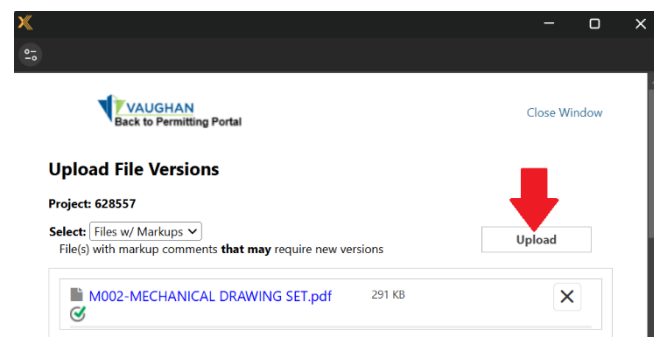 VAUGHAN
Back to Permitting Portal
Close Window
Upload File Versions
Project: 628557
Select: Files w/ Markups
File(s) with markup comments that may require new versions
Upload
M002-MECHANICAL DRAWING SET.pdf 291 KB